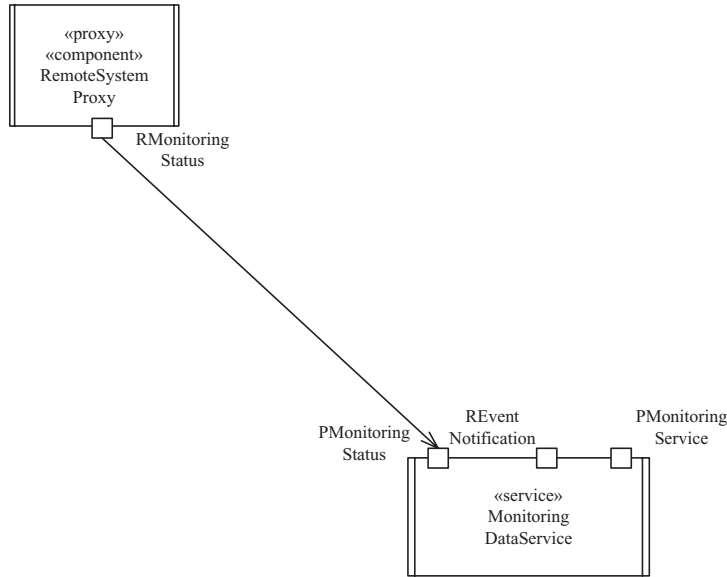 «proxy»
«component»
RemoteSystem
Proxy
RMonitoring
Status
PMonitoring
Status
REvent
Notification
PMonitoring
Service
«service»
Monitoring
DataService